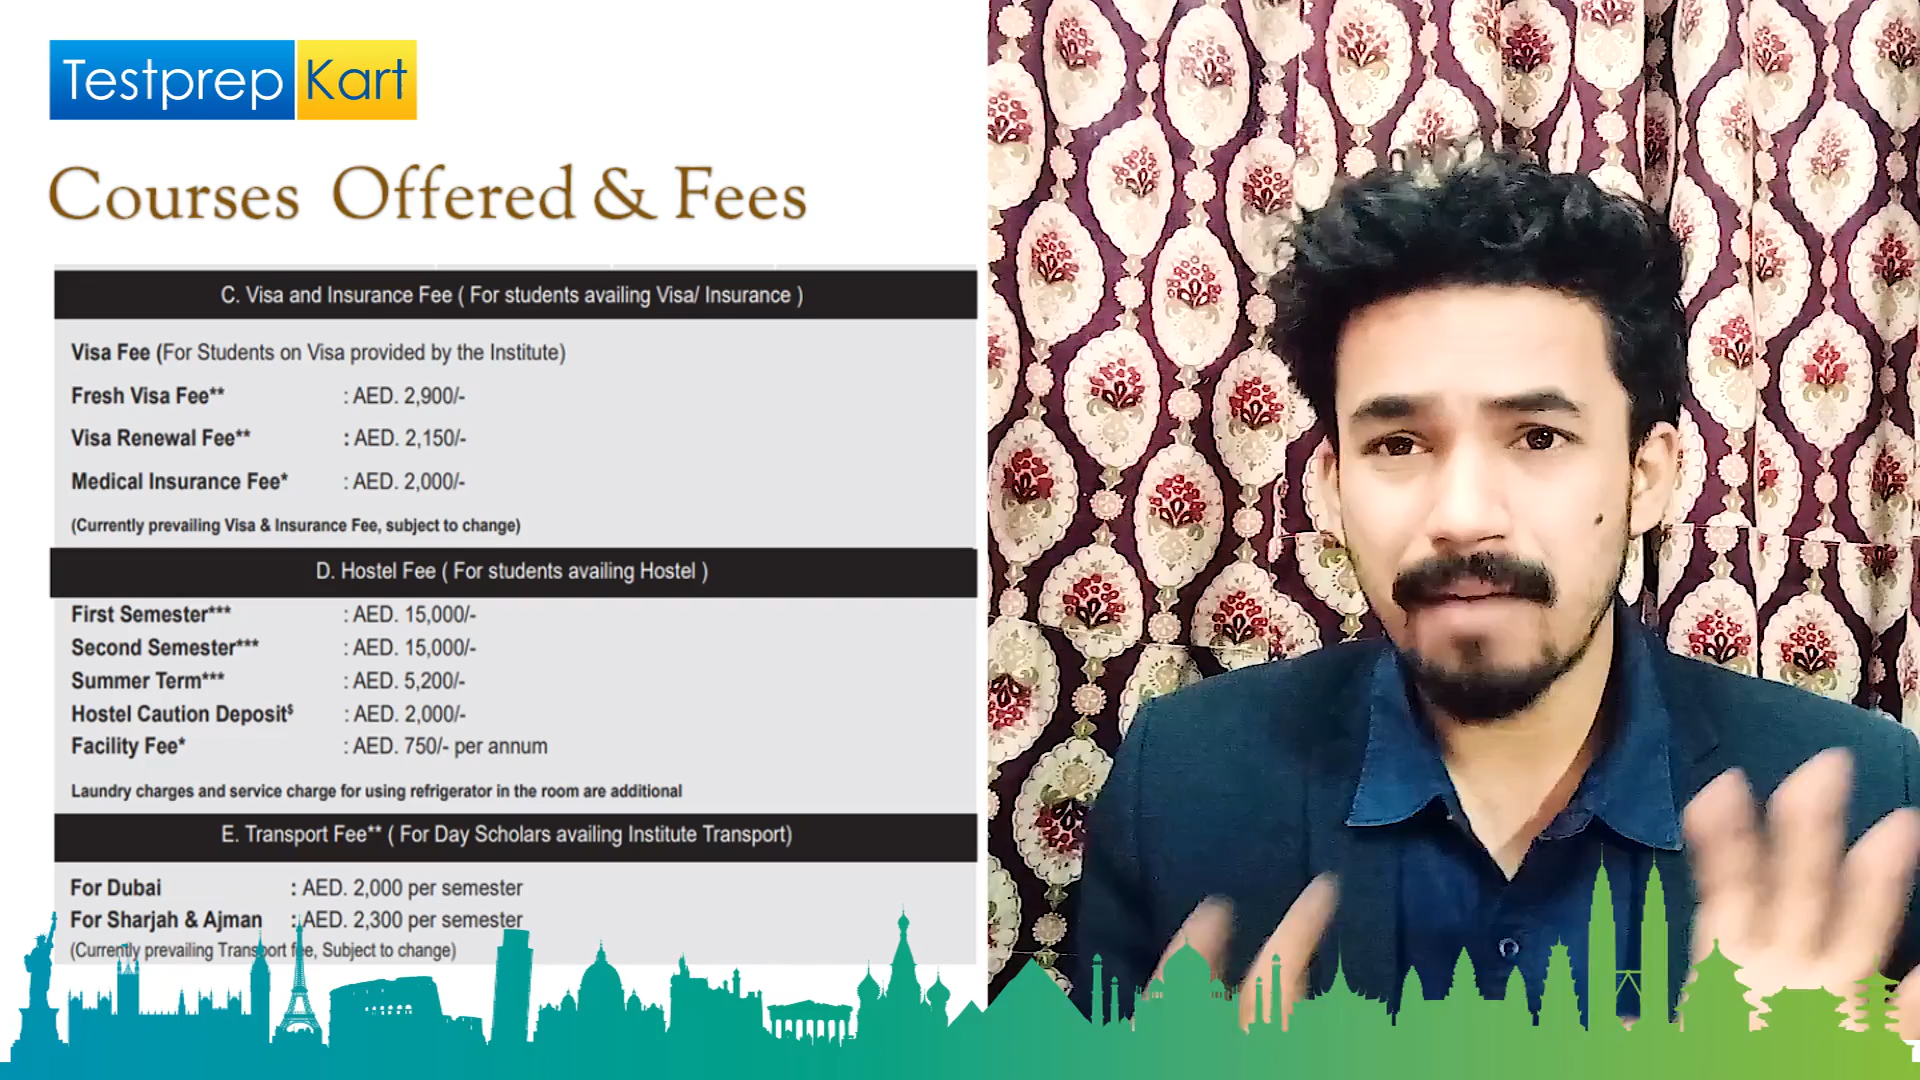 Testprep Kart
Courses Offered & Fees
C. Visa and Insurance Fee ( For students availing Visa/ Insurance )
Visa Fee (For Students on Visa provided by the Institute)
Fresh Visa Fee** : AED. 2,900/-
Visa Renewal Fee** : AED. 2,150/-
Medical Insurance Fee* : AED. 2,000/-
(Currently prevailing Visa & Insurance Fee, subject to change)
D. Hostel Fee ( For students availing Hostel )
First Semester*** : AED. 15,000/-
Second Semester*** : AED. 15,000/-
Summer Term*** : AED. 5,200/-
Hostel Caution Deposit$ : AED. 2,000/-
Facility Fee* : AED. 750/- per annum
Laundry charges and service charge for using refrigerator in the room are additional
E. Transport Fee** ( For Day Scholars availing Institute Transport)
For Dubai : AED. 2,000 per semester
For Sharjah & Ajman : AED. 2,300 per semester
(Currently prevailing Transport fee, Subject to change)